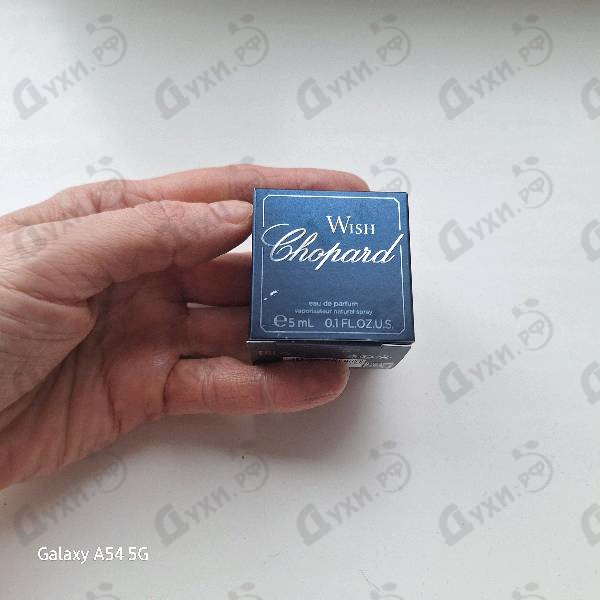 WISH
Chopard
eau de parfum
vaporisateur natural spray
e 5 mL 0.1 FL.OZ.U.S.
Galaxy A54 5G
Духи.рф